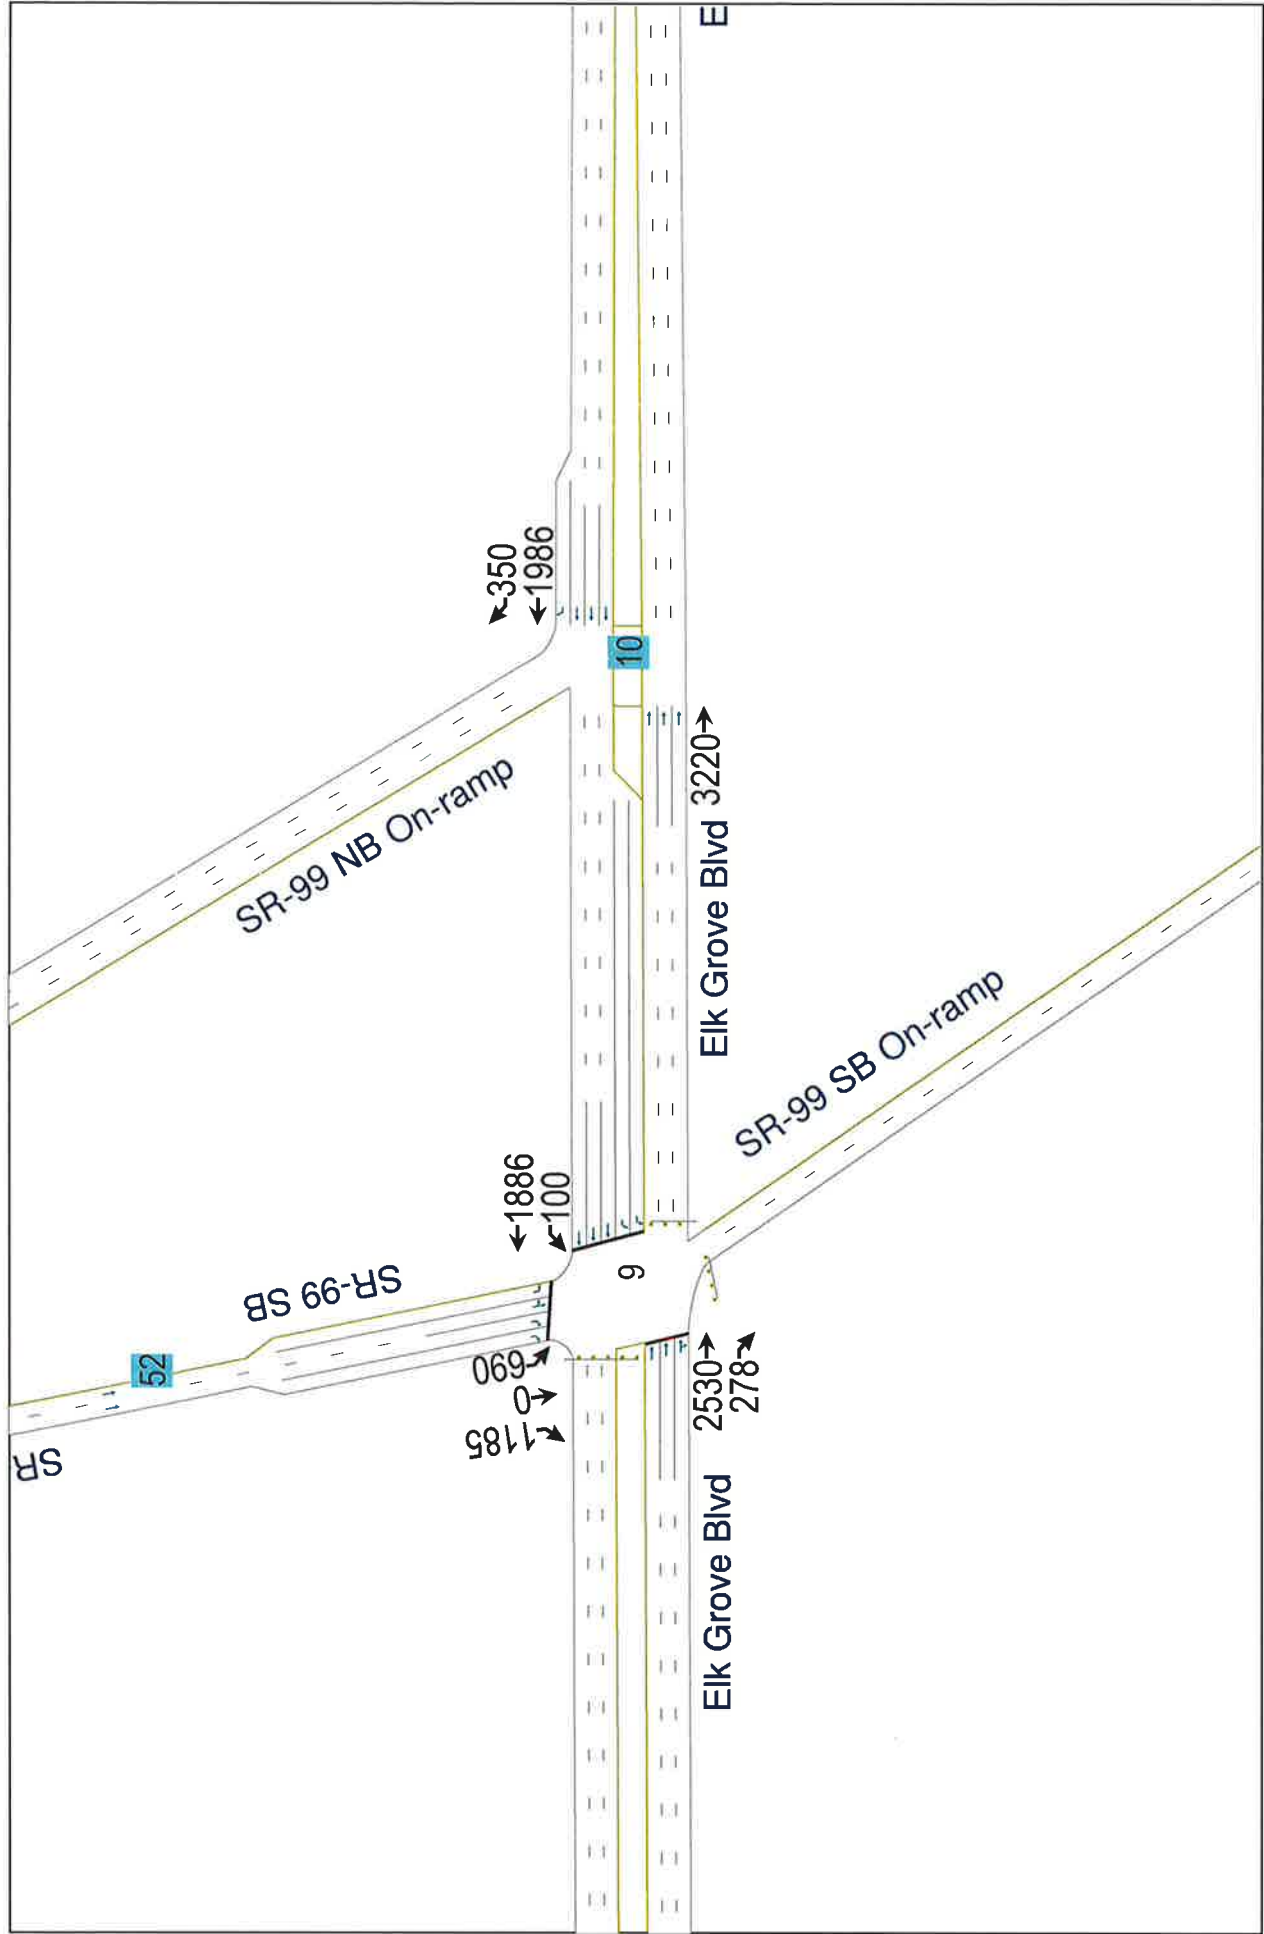 E
350
1986
10
SR-99 NB On-ramp
Elk Grove Blvd
3220
SR-99 SB On-ramp
1886
100
SR-99 SB
9
52
690
0
1185
2530
278
SR
Elk Grove Blvd